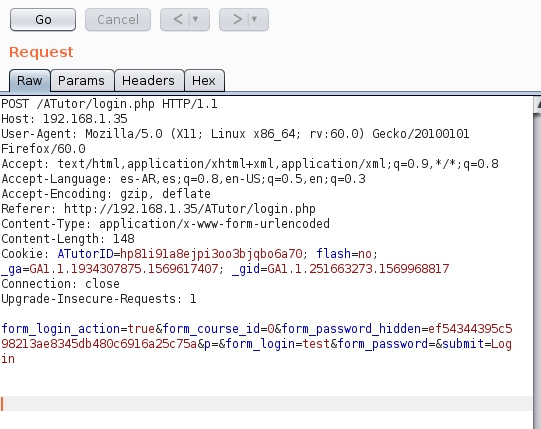 Go Cancel < > 
Request
Raw Params Headers Hex
POST /ATutor/login.php HTTP/1.1
Host: 192.168.1.35
User-Agent: Mozilla/5.0 (X11; Linux x86_64; rv:60.0) Gecko/20100101
Firefox/60.0
Accept: text/html,application/xhtml+xml,application/xml;q=0.9,*/*;q=0.8
Accept-Language: es-AR,es;q=0.8,en-US;q=0.5,en;q=0.3
Accept-Encoding: gzip, deflate
Referer: http://192.168.1.35/ATutor/login.php
Content-Type: application/x-www-form-urlencoded
Content-Length: 148
Cookie: ATutorID=hp81i91a8ejpi3oo3bjqbo6a70; flash=no;
_ga=GA1.1.1934307875.1569617407; _gid=GA1.1.251663273.1569968817
Connection: close
Upgrade-Insecure-Requests: 1
form_login_action=true&form_course_id=0&form_password_hidden=ef54344395c5
98213ae8345db480c6916a25c75a&p=&form_login=test&form_password=&submit=Log
in